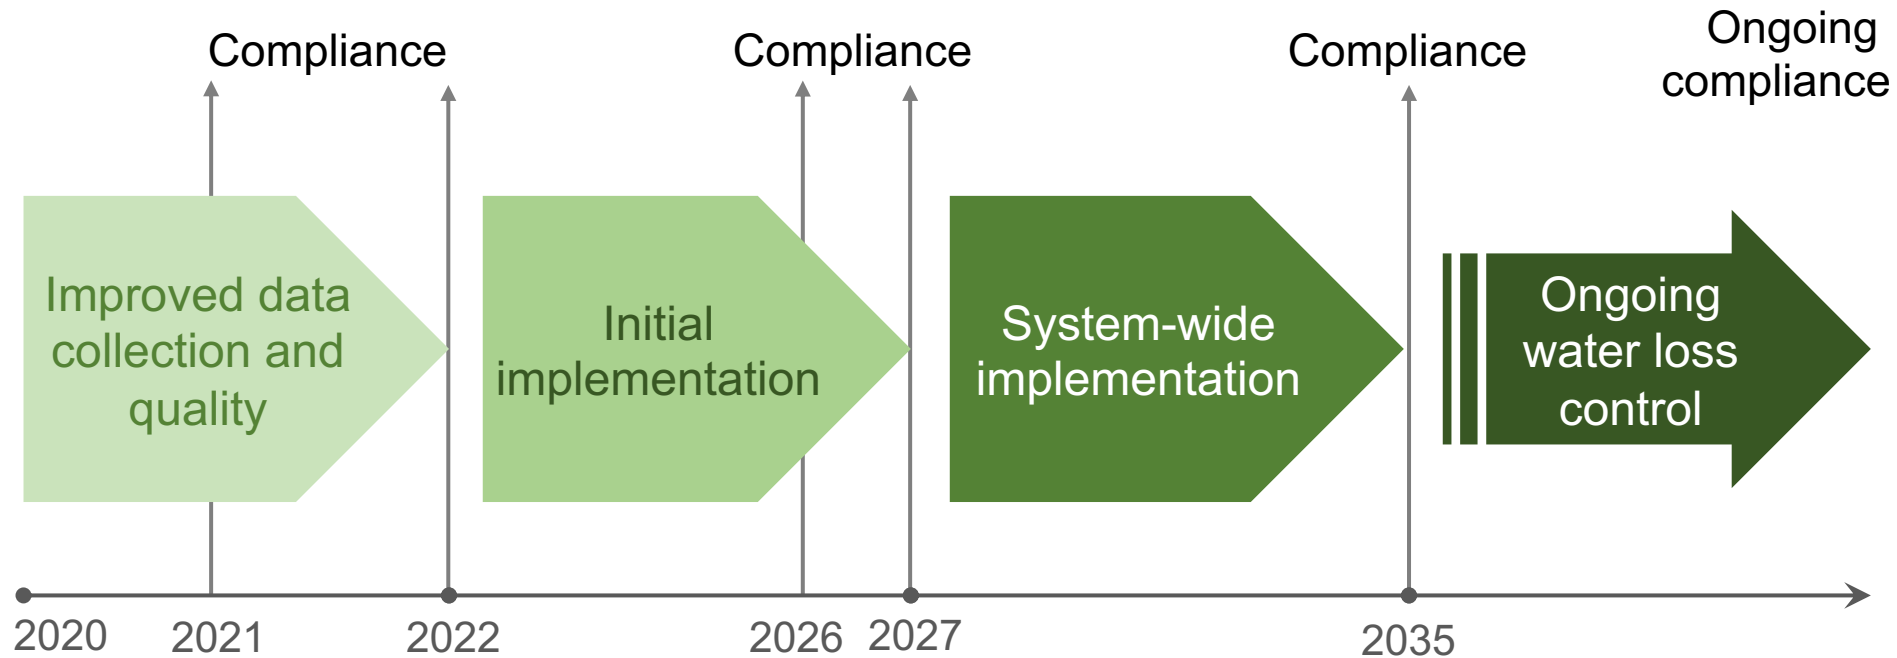 Compliance
Compliance
Compliance
Ongoing
compliance
Improved data
collection and
quality
Initial
implementation
System-wide
implementation
Ongoing
water loss
control
2020
2021
2022
2026
2027
2035